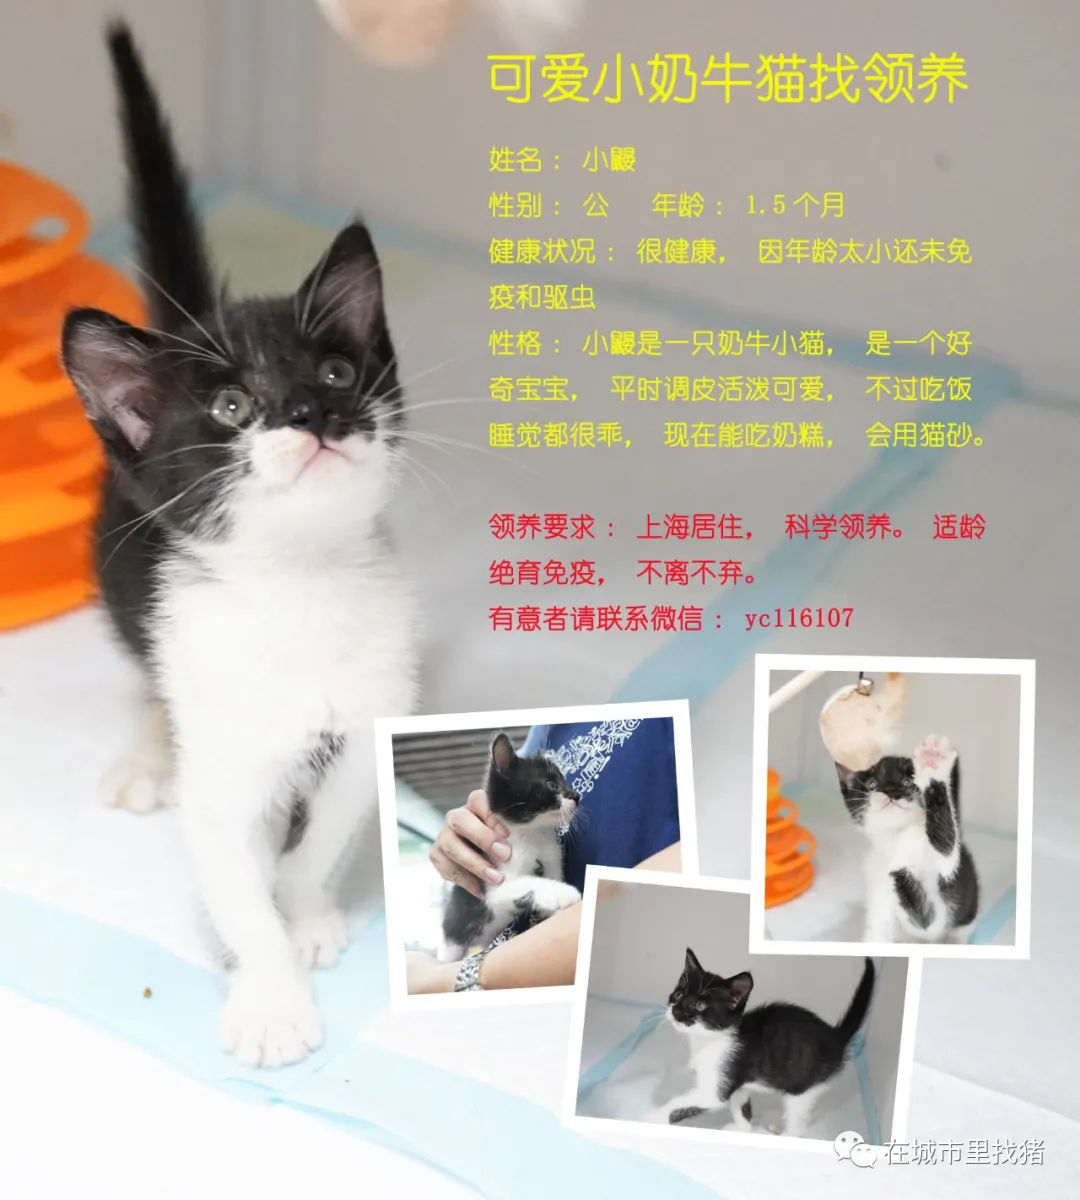 可爱小奶牛猫找领养
姓名： 小鼹
性别： 公 年龄： 1.5个月
健康状况： 很健康， 因年龄太小还未免
疫和驱虫
性格： 小鼹是一只奶牛小猫， 是一个好
奇宝宝， 平时调皮活泼可爱， 不过吃饭
睡觉都很乖， 现在能吃奶糕， 会用猫砂。
领养要求： 上海居住， 科学领养。 适龄
绝育免疫， 不离不弃。
有意者请联系微信： yc116107
在城市里找猪